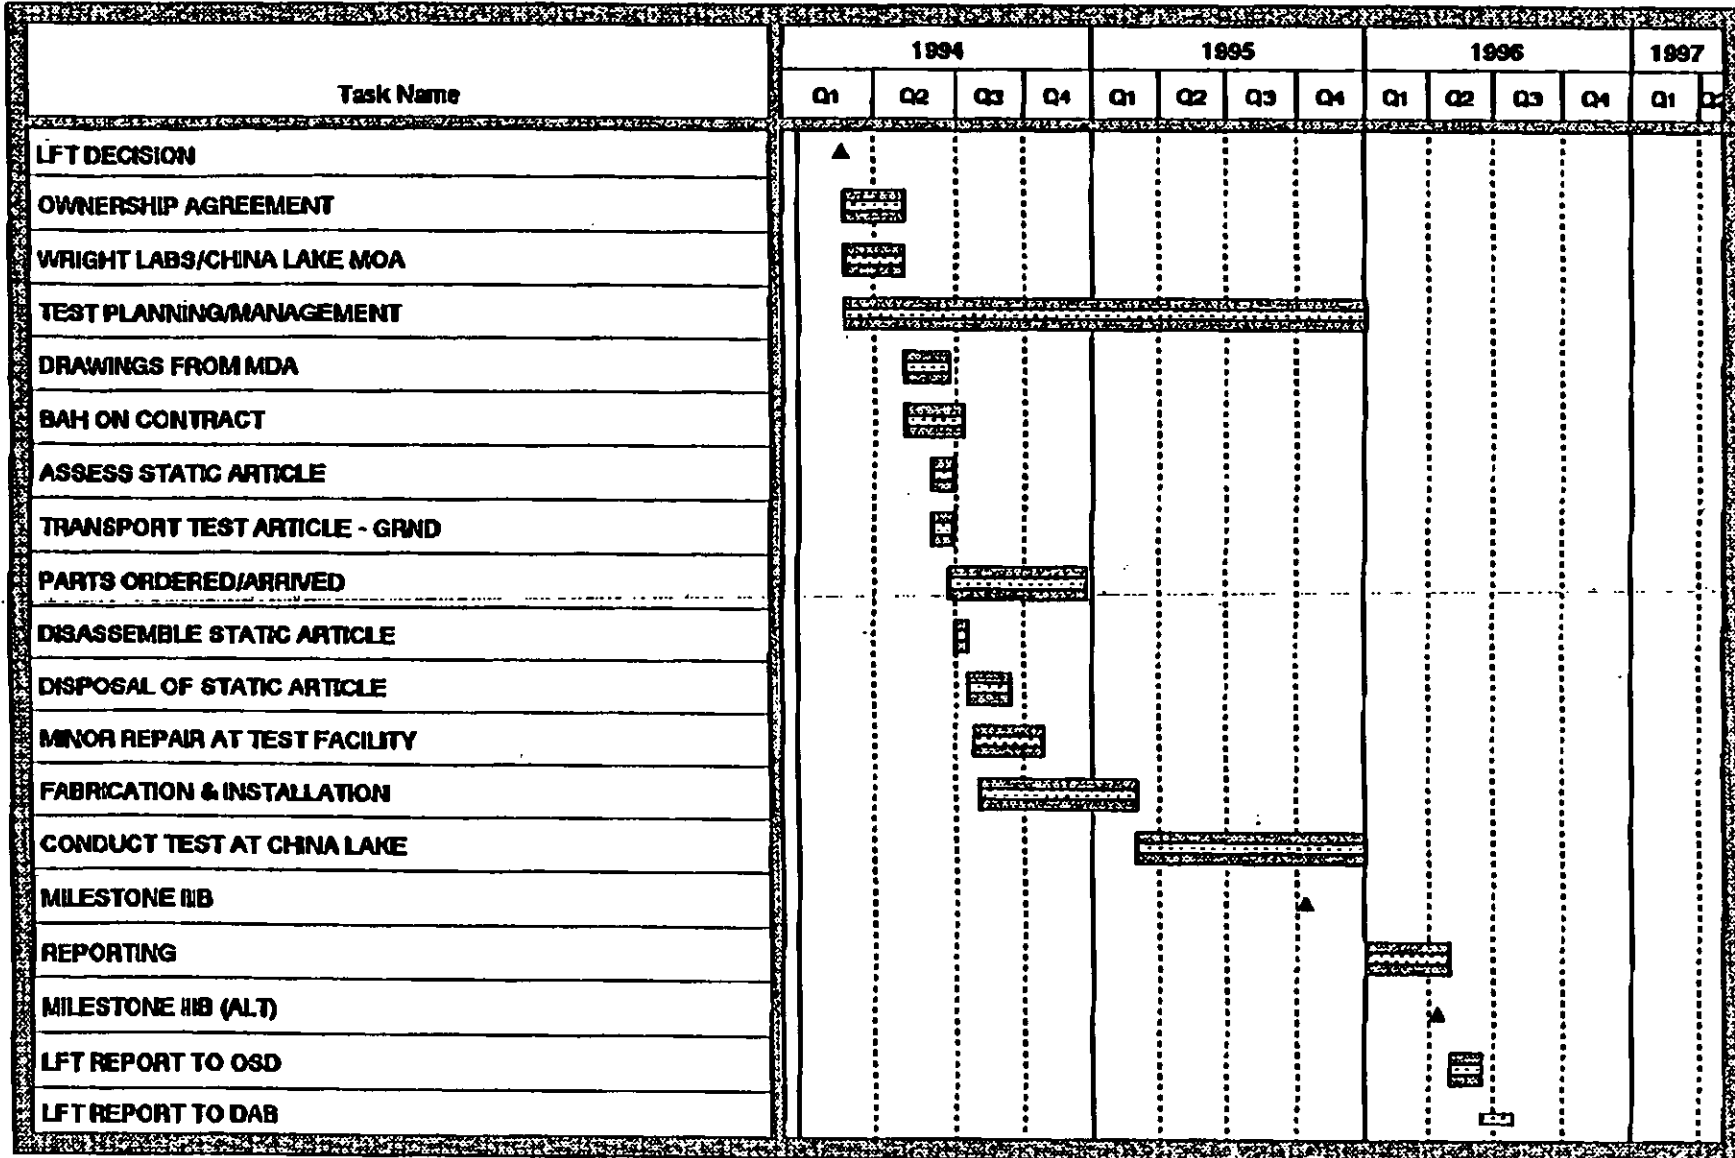 1994 1995 1996 1997
Task Name Q1 Q2 Q3 Q4 Q1 Q2 Q3 Q4 Q1 Q2 Q3 Q4 Q1 Q2
LFT DECISION
OWNERSHIP AGREEMENT
WRIGHT LABS/CHINA LAKE MOA
TEST PLANNING/MANAGEMENT
DRAWINGS FROM MDA
BAH ON CONTRACT
ASSESS STATIC ARTICLE
TRANSPORT TEST ARTICLE - GRND
PARTS ORDERED/ARRIVED
DISASSEMBLE STATIC ARTICLE
DISPOSAL OF STATIC ARTICLE
MINOR REPAIR AT TEST FACILITY
FABRICATION & INSTALLATION
CONDUCT TEST AT CHINA LAKE
MILESTONE IIIB
REPORTING
MILESTONE IIIB (ALT)
LFT REPORT TO OSD
LFT REPORT TO DAB